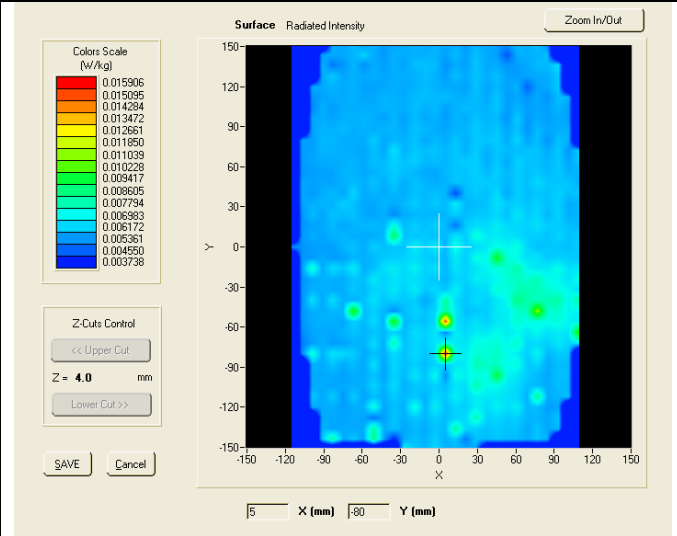 Surface Radiated Intensity
Zoom In/Out
Colors Scale
(W/kg)
0.015906
0.015095
0.014284
0.013472
0.012661
0.011850
0.011039
0.010228
0.009417
0.008605
0.007794
0.006983
0.006172
0.005361
0.004550
0.003738
150-
120-
90-
60-
30-
0-
-30-
-60-
-90-
-120-
-150-
Y
-150 -120 -90 -60 -30 0 30 60 90 120 150
X
Z-Cuts Control
<< Upper Cut
Z = 4.0 mm
Lower Cut >>
SAVE Cancel
5 X (mm) -80 Y (mm)